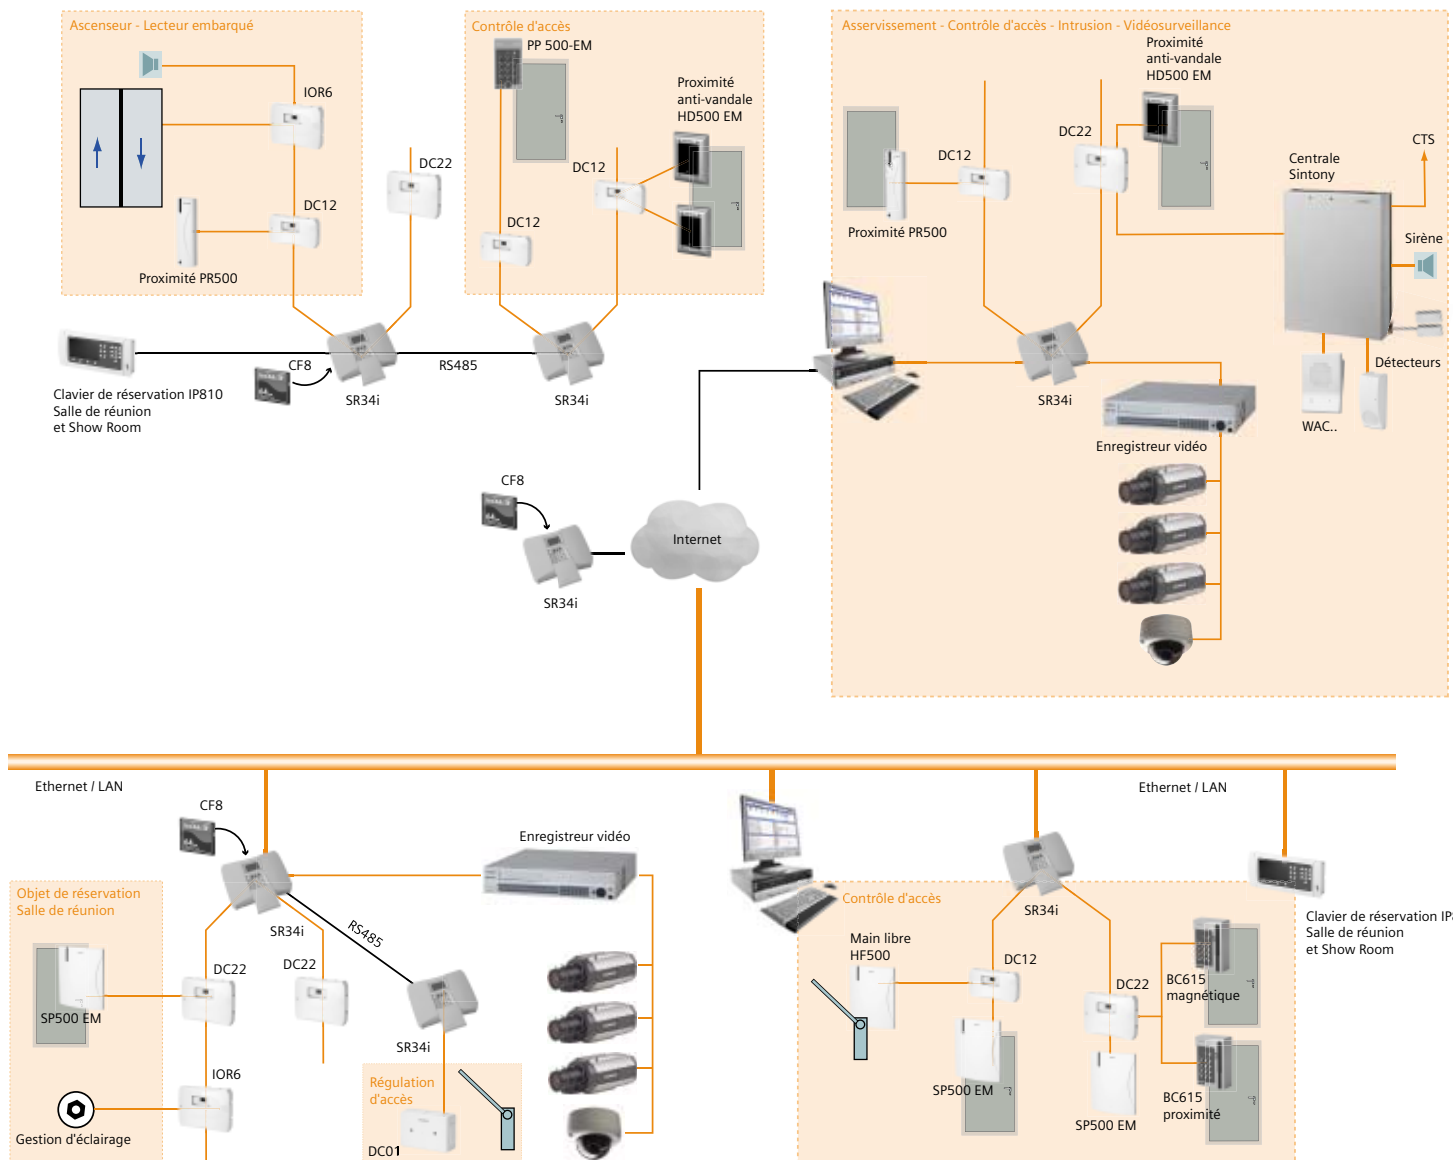 Ascenseur - Lecteur embarqué
IOR6
DC12
Proximité PR500
DC22
Contrôle d'accès
PP 500-EM
Proximité
anti-vandale
HD500 EM
DC12
DC12
Asservissement - Contrôle d'accès - Intrusion - Vidéosurveillance
Proximité
anti-vandale
HD500 EM
DC22
DC12
Proximité PR500
Centrale
Sintony
CTS
Sirène
Détecteurs
WAC..
SR34i
Enregistreur vidéo
Clavier de réservation IP810
Salle de réunion
et Show Room
CF8
SR34i
RS485
SR34i
CF8
SR34i
Internet
Ethernet / LAN
Ethernet / LAN
CF8
SR34i
Enregistreur vidéo
RS485
Objet de réservation
Salle de réunion
SP500 EM
DC22
DC22
IOR6
Gestion d'éclairage
SR34i
Régulation
d'accès
DC01
Contrôle d'accès
SR34i
Main libre
HF500
DC12
SP500 EM
DC22
SP500 EM
BC615
magnétique
BC615
proximité
Clavier de réservation IP
Salle de réunion
et Show Room